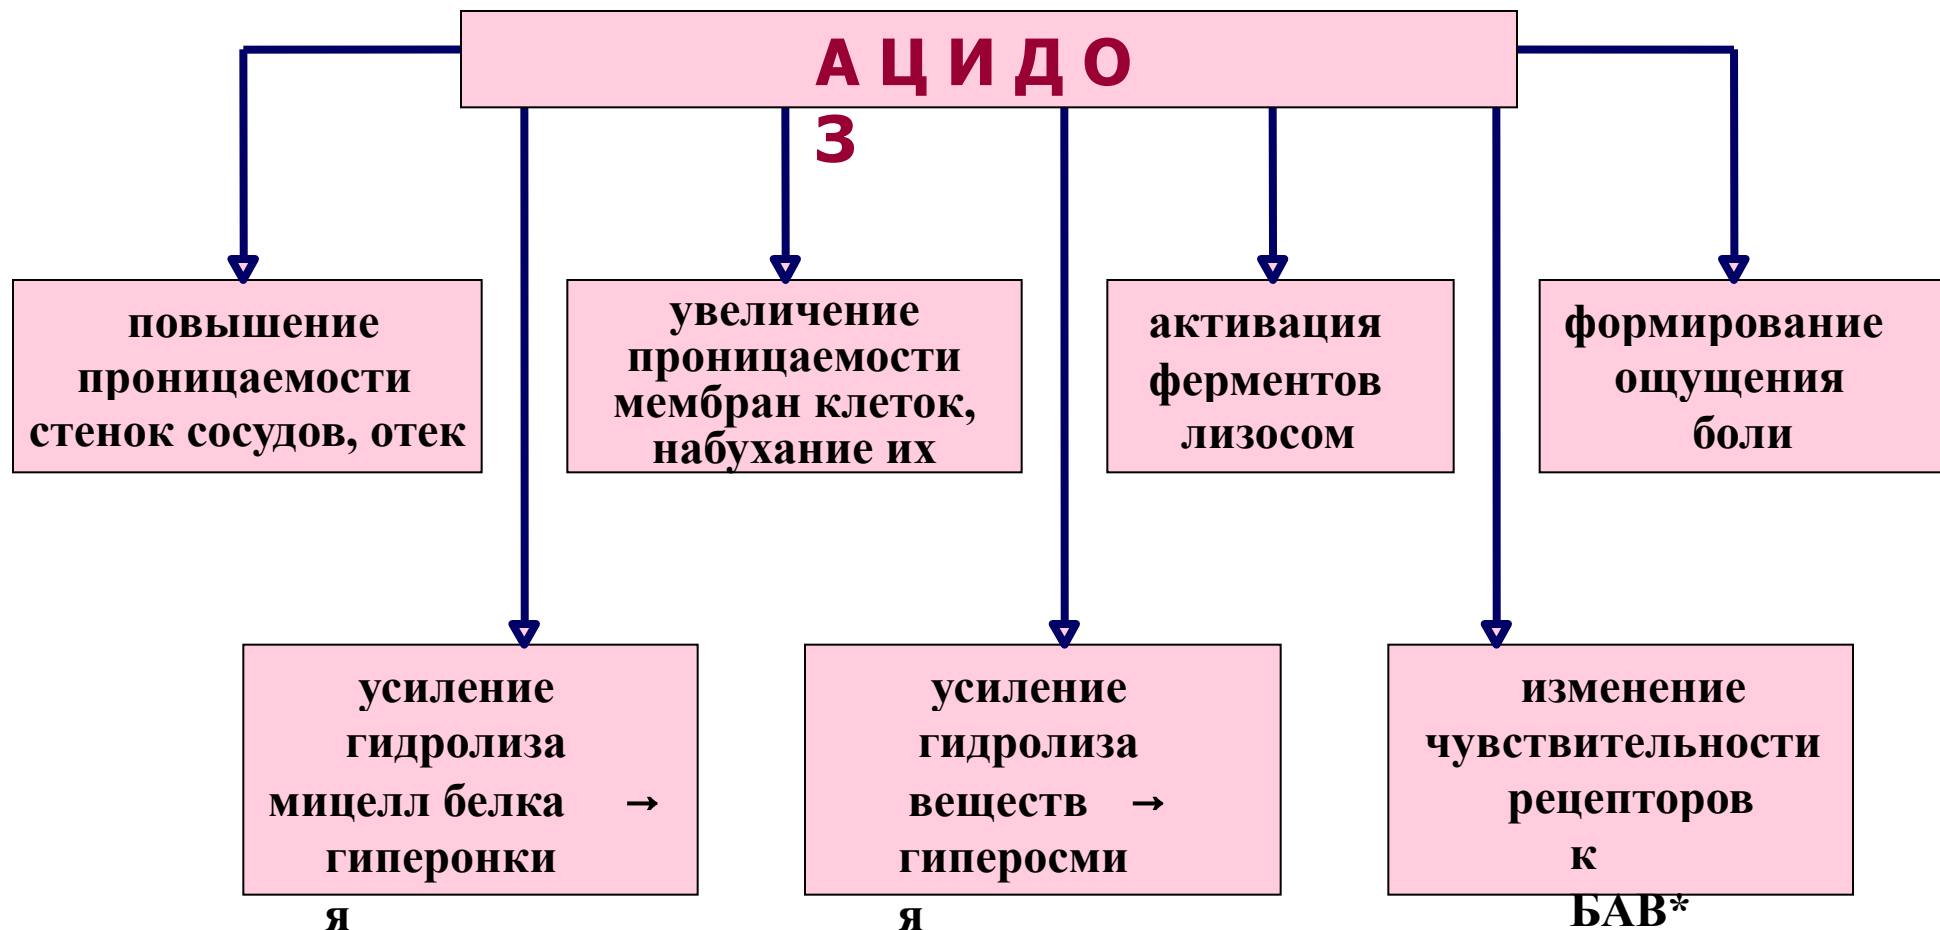 А Ц И Д О
З
повышение
проницаемости
стенок сосудов, отек
увеличение
проницаемости
мембран клеток,
набухание их
активация
ферментов
лизосом
формирование
ощущения
боли
усиление
гидролиза
мицелл белка →
гиперонки
я
усиление
гидролиза
веществ →
гиперосми
я
изменение
чувствительности
рецепторов
к
БАВ*